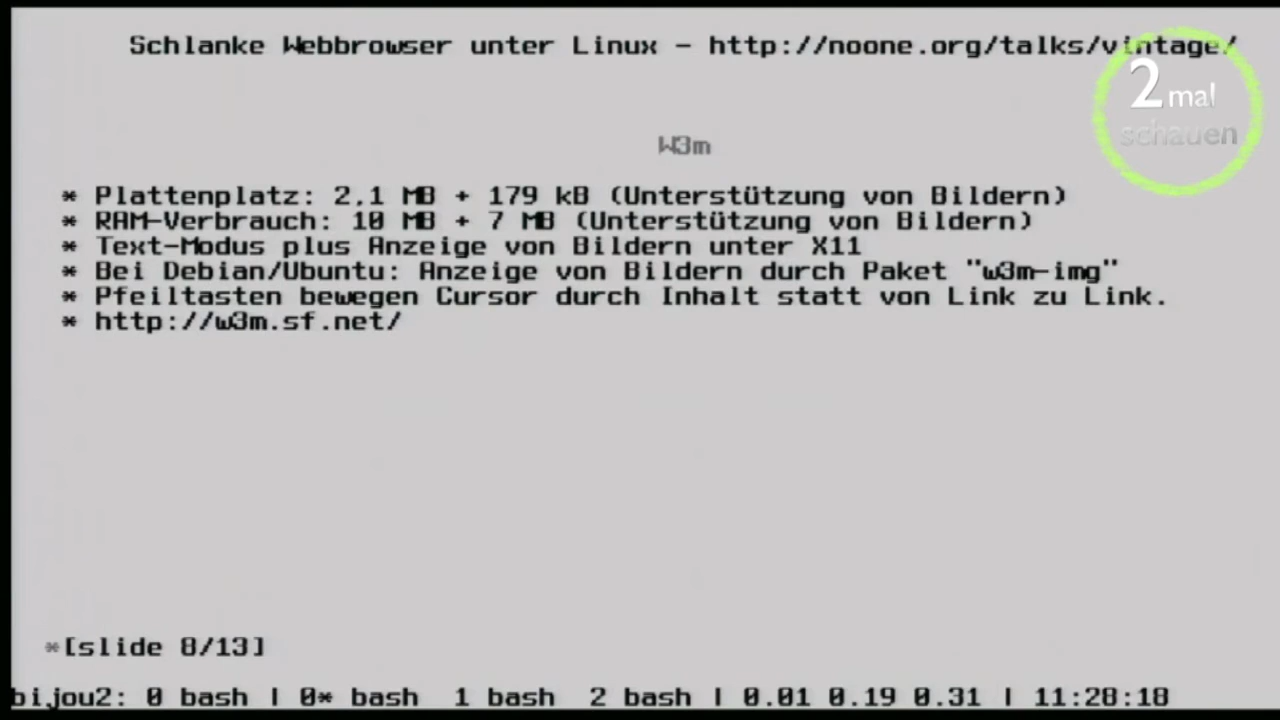 Schlanke Webbrowser unter Linux - http://noone.org/talks/vintage/
2 mal
schauen
W3m
* Plattenplatz: 2,1 MB + 179 kB (Unterstützung von Bildern)
* RAM-Verbrauch: 10 MB + 7 MB (Unterstützung von Bildern)
* Text-Modus plus Anzeige von Bildern unter X11
* Bei Debian/Ubuntu: Anzeige von Bildern durch Paket "w3m-img"
* Pfeiltasten bewegen Cursor durch Inhalt statt von Link zu Link.
* http://w3m.sf.net/
*[slide 8/13]
bijou2: 0 bash | 0* bash  1 bash  2 bash | 0.01 0.19 0.31 | 11:28:18